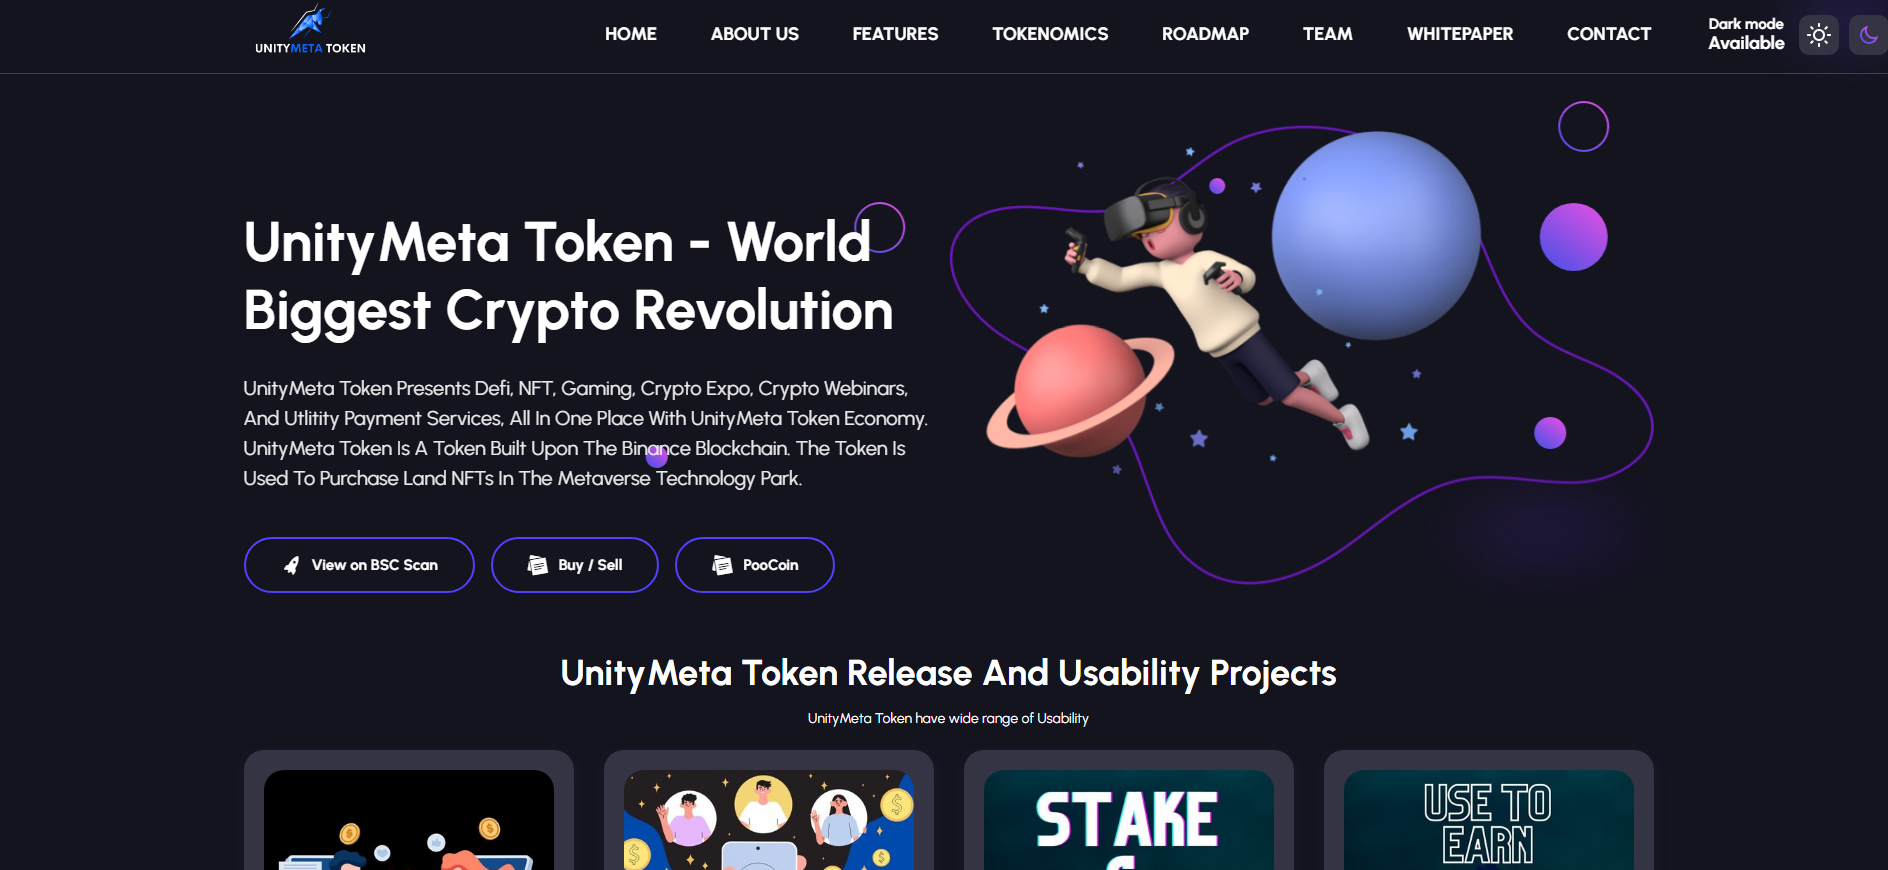 UNITYMETA TOKEN
HOME ABOUT US FEATURES TOKENOMICS ROADMAP TEAM WHITEPAPER CONTACT
Dark mode
Available
UnityMeta Token - World
Biggest Crypto Revolution
UnityMeta Token Presents Defi, NFT, Gaming, Crypto Expo, Crypto Webinars,
And Utlitity Payment Services, All In One Place With UnityMeta Token Economy.
UnityMeta Token Is A Token Built Upon The Binance Blockchain. The Token Is
Used To Purchase Land NFTs In The Metaverse Technology Park.
View on BSC Scan Buy / Sell PooCoin
UnityMeta Token Release And Usability Projects
UnityMeta Token have wide range of Usability
STAKE
USE TO
EARN